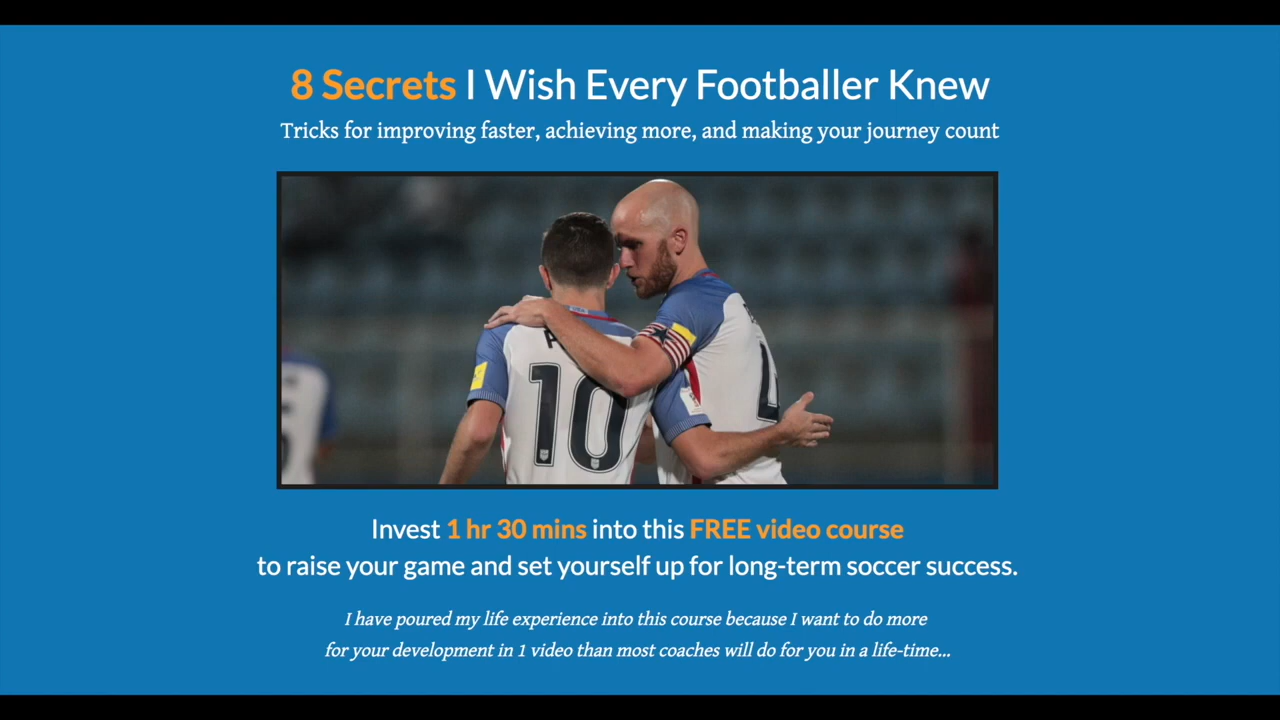 8 Secrets I Wish Every Footballer Knew
Tricks for improving faster, achieving more, and making your journey count
10
Invest 1 hr 30 mins into this FREE video course
to raise your game and set yourself up for long-term soccer success.
I have poured my life experience into this course because I want to do more
for your development in 1 video than most coaches will do for you in a life-time...